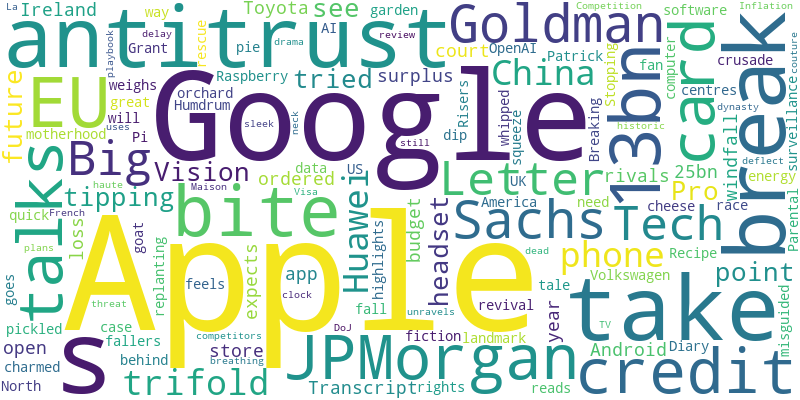 La
Ireland
way
Toyota
see
garden
software
Competition
Inflation
antitrust
Goldman
card
break
playbook
delay
Grant
rescue
pie
drama
AI
review
court
OpenAI
Patrick
Stopping
fan
computer
crusade
couture
EU
future
weighs
great
will
orchard
Humdrum
Raspberry
tried
surplus
China
Risers
dip
whipped
squeeze
Breaking
13bn
centres
dynasty
surveillance
motherhood
Pi
uses
Google
sleek
neck
still
Big
Vision
data
ordered
US
UK
rivals
25bn
Pro
windfall
deflect
historic
energy
Parental
talks
tipping
haute
Maison
Visa
bite
Huawei
Letter
Sachs
Tech
America
need
cheese
race
quick
French
loss
plans
goat
replanting
expects
app
highlights
budget
headset
tale
dead
phone
Volkswagen
Recipe
point
misguided
goes
threat
Apple
feels
clock
unravels
revival
year
take
TV
pickled
case
fallers
behind
store
competitors
DoJ
fall
fiction
landmark
Android
Diary
open
charmed
North
s
trifold
breathing
JPMorgan
Transcript
rights
reads
credit